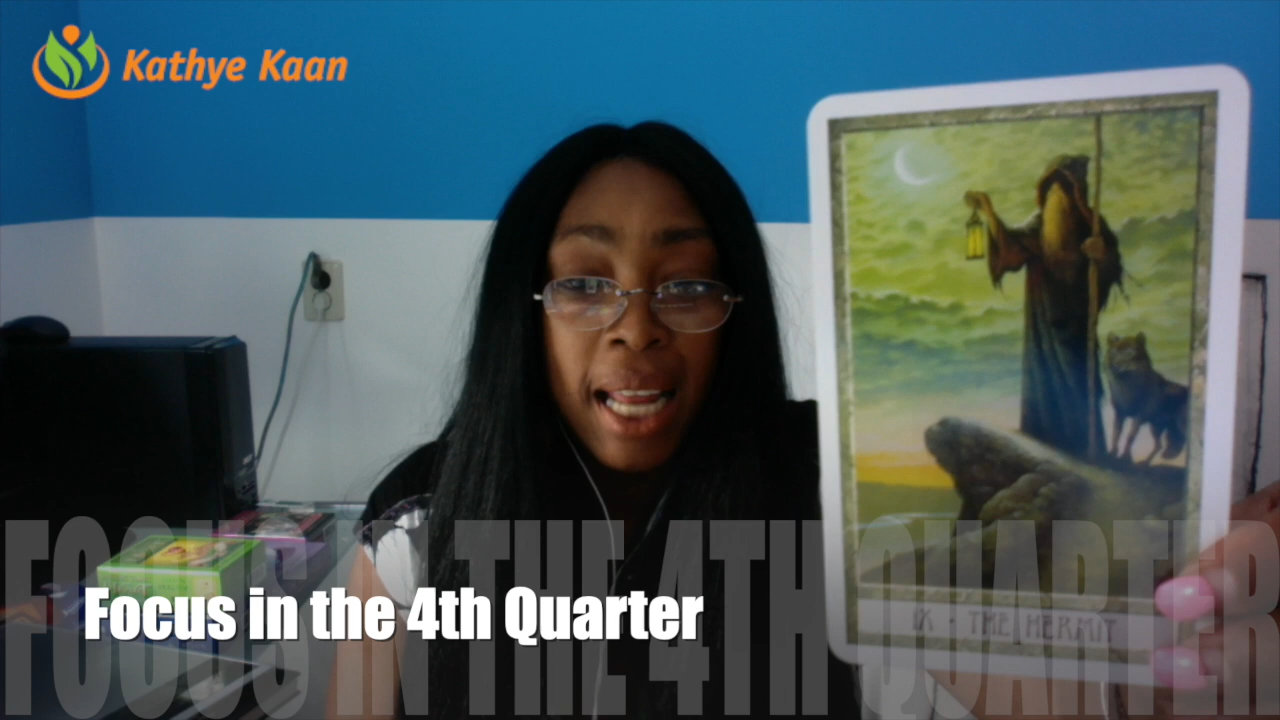 Kathye Kaan
FOCUS IN THE 4TH QUARTER
Focus in the 4th Quarter
IX · THE HERMIT